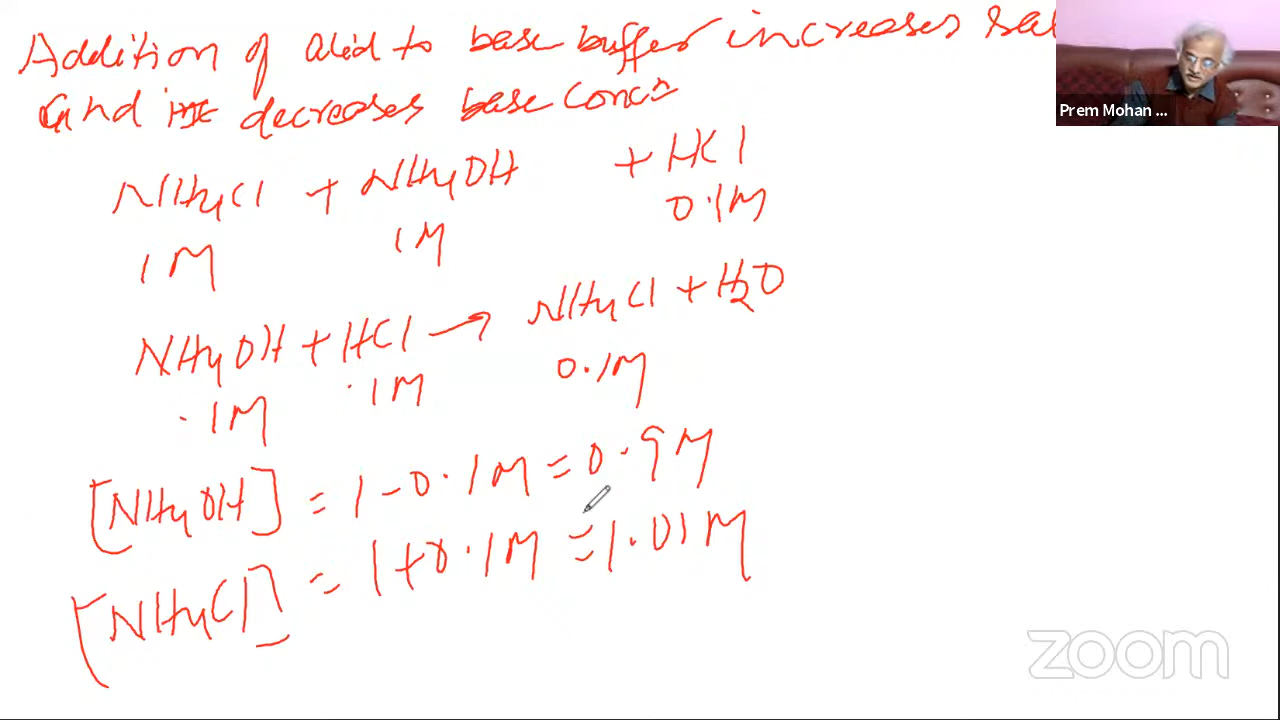 Addition of acid to base buffer increases sal
and decreases base concn
NH4Cl + NH4OH + HCl
1M 1M 0.1M
NH4OH + HCl → NH4Cl + H2O
.1M .1M 0.1M
[NH4OH] = 1-0.1M = 0.9M
[NH4Cl] = 1+0.1M = 1.01M
Prem Mohan ...
zoom